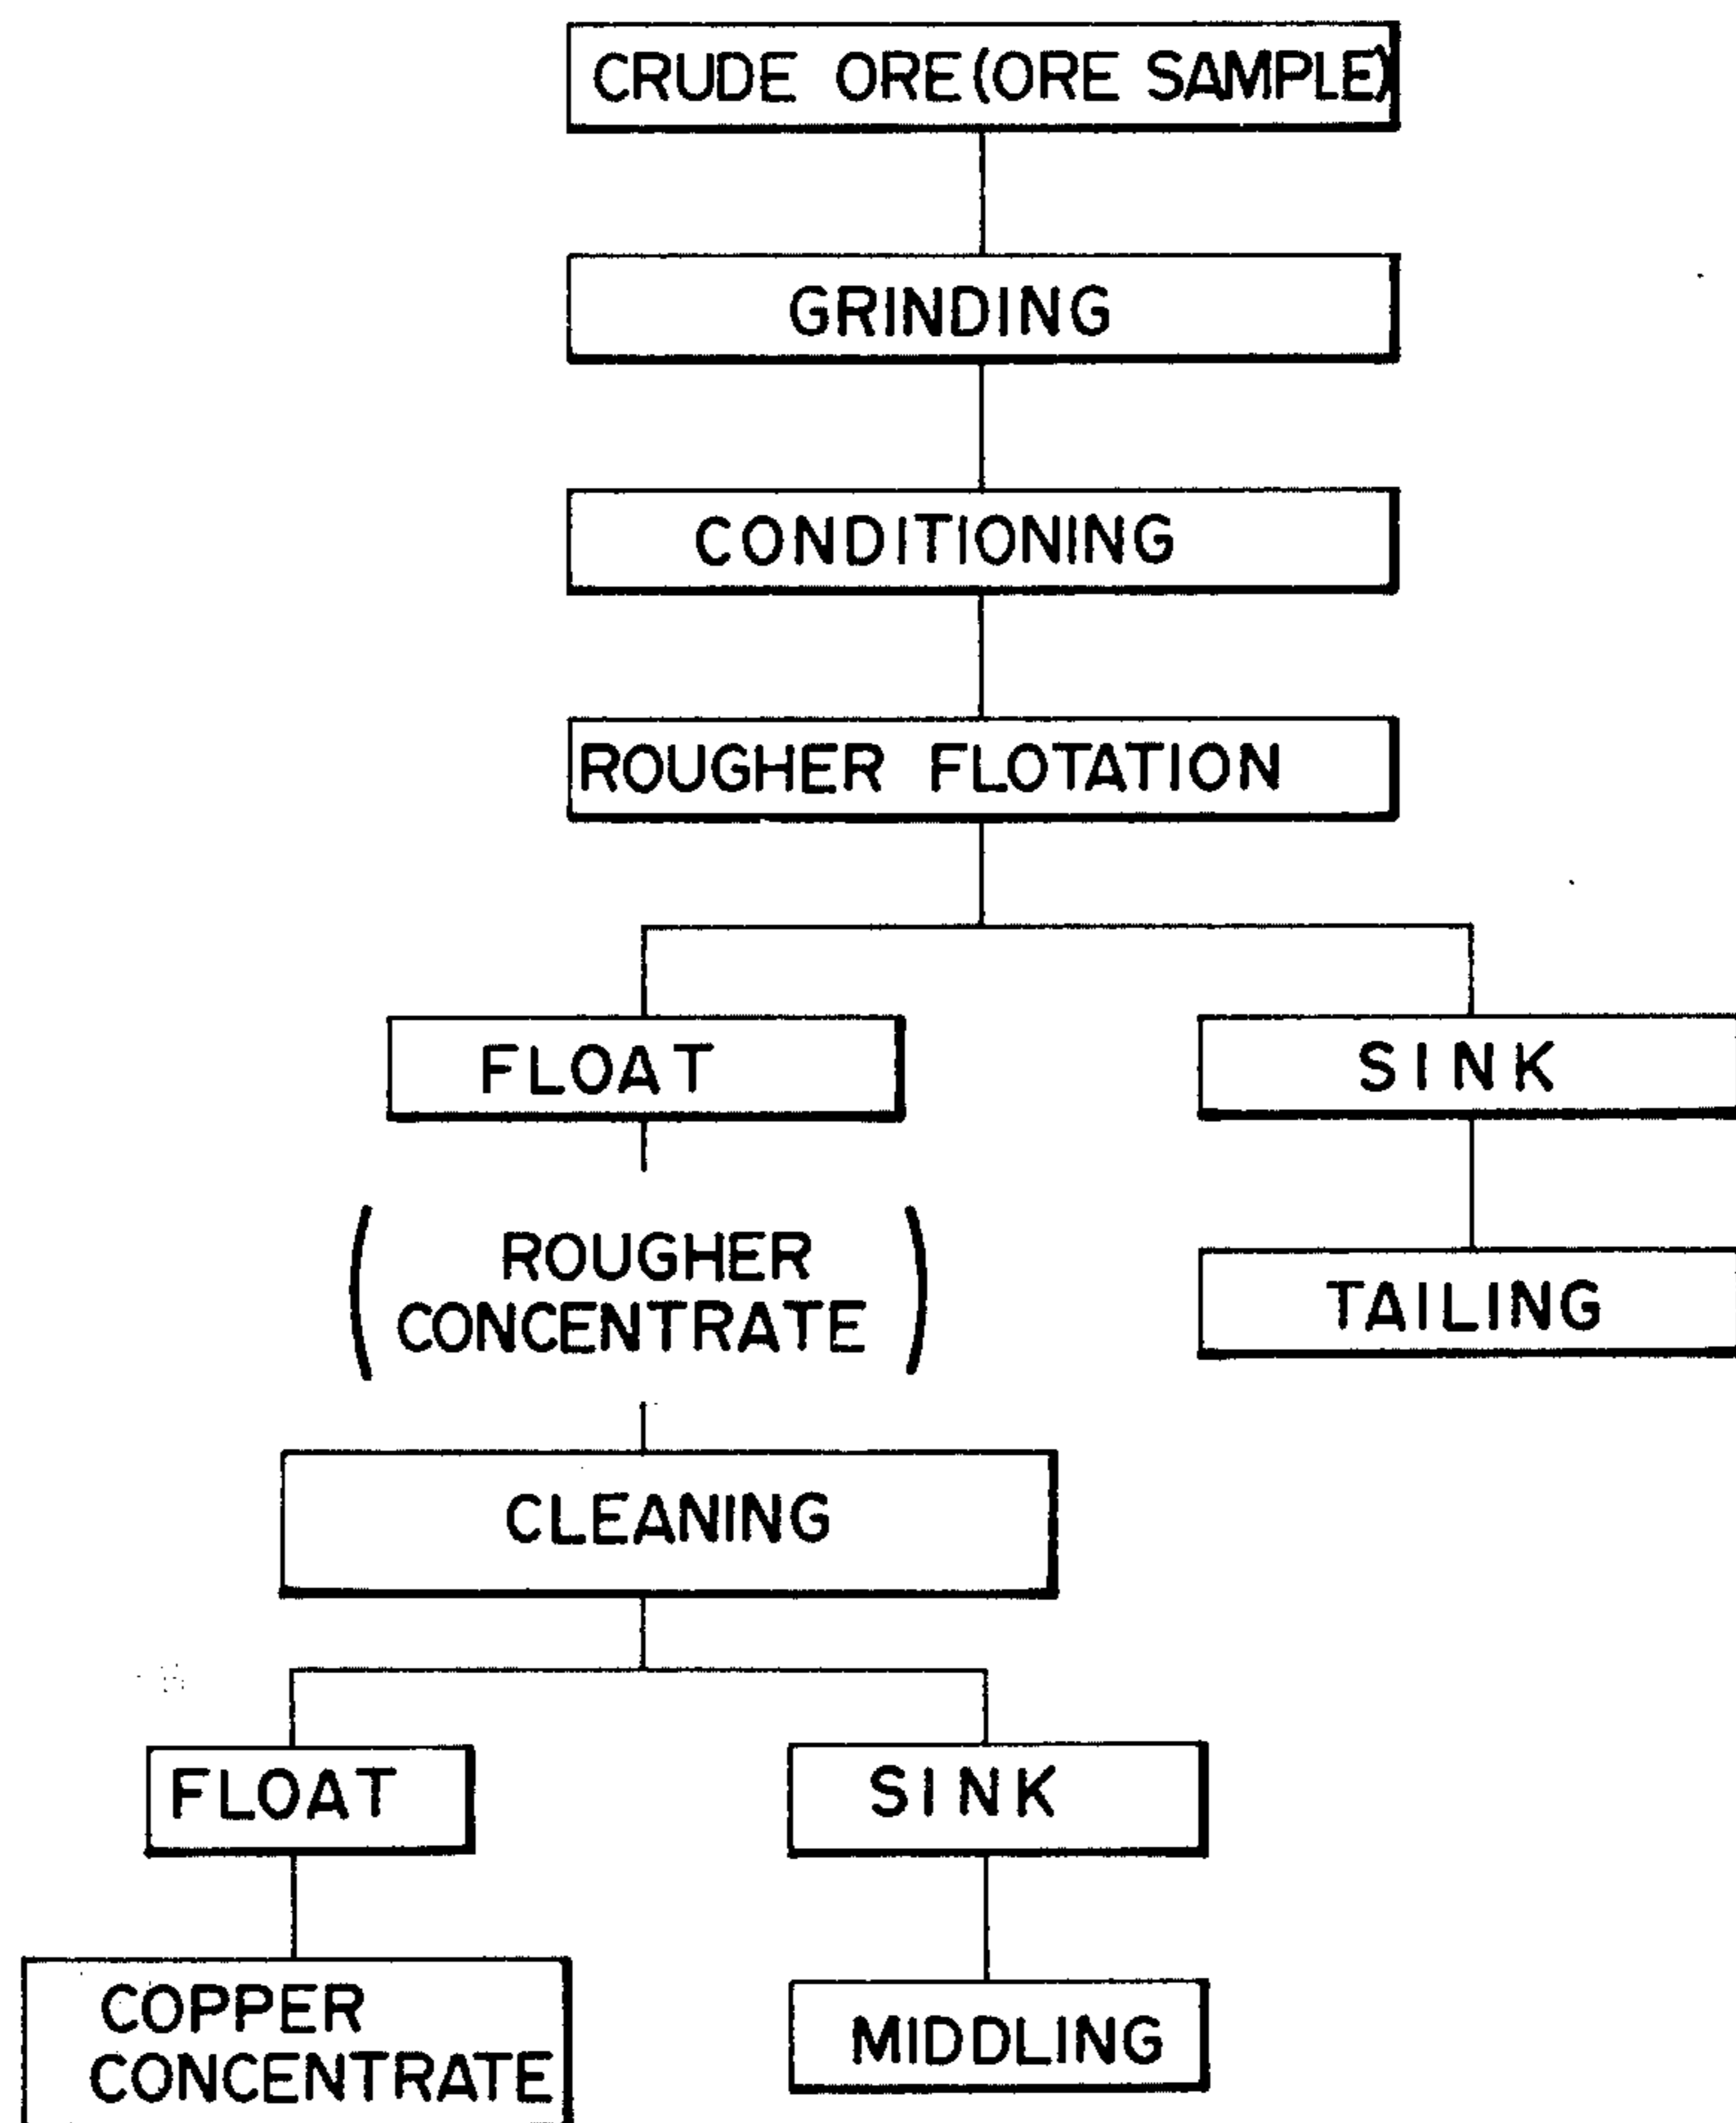 CRUDE ORE(ORE SAMPLE)
GRINDING
CONDITIONING
ROUGHER FLOTATION
FLOAT
SINK
(ROUGHER
CONCENTRATE)
TAILING
CLEANING
FLOAT
SINK
COPPER
CONCENTRATE
MIDDLING